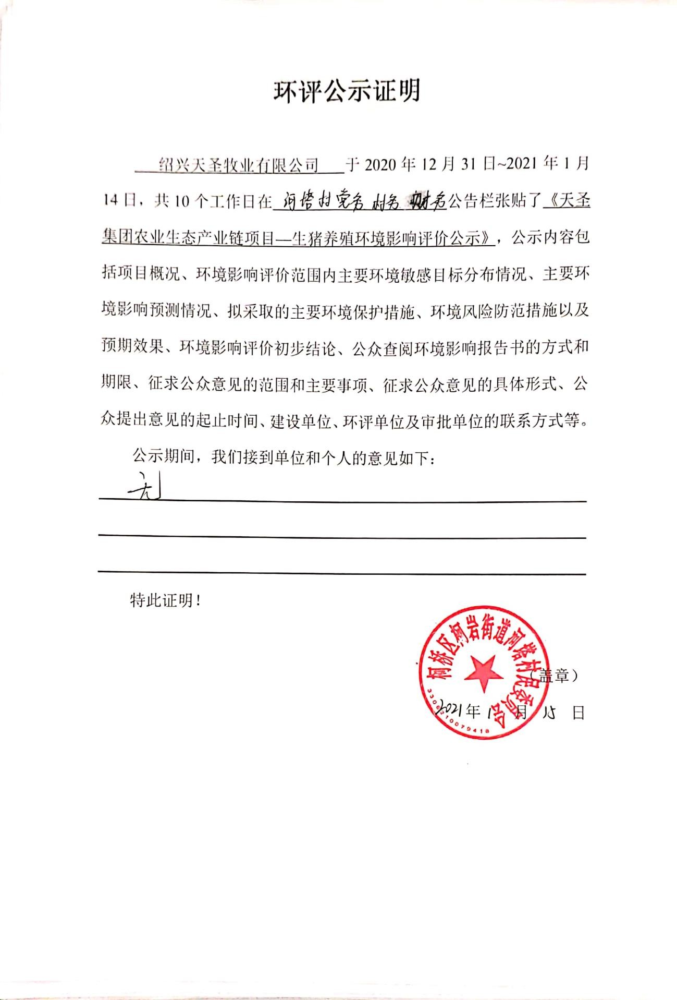 环评公示证明
绍兴天圣牧业有限公司 于 2020 年 12 月 31 日~2021 年 1 月
14 日，共 10 个工作日在 河塔村党务 村务 财务公告栏张贴了《天圣
集团农业生态产业链项目—生猪养殖环境影响评价公示》，公示内容包
括项目概况、环境影响评价范围内主要环境敏感目标分布情况、主要环
境影响预测情况、拟采取的主要环境保护措施、环境风险防范措施以及
预期效果、环境影响评价初步结论、公众查阅环境影响报告书的方式和
期限、征求公众意见的范围和主要事项、征求公众意见的具体形式、公
众提出意见的起止时间、建设单位、环评单位及审批单位的联系方式等。
公示期间，我们接到单位和个人的意见如下：
无
特此证明！
柯桥区柯岩街道河塔村民委员会
（盖章）
2021年 1 月 15 日
3306210079418